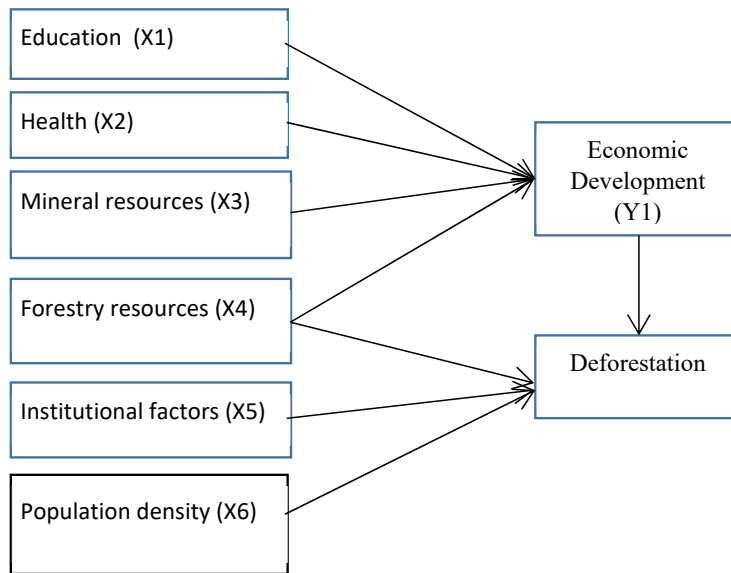 Education (X1)
Health (X2)
Mineral resources (X3)
Forestry resources (X4)
Institutional factors (X5)
Population density (X6)
Economic
Development
(Y1)
Deforestation